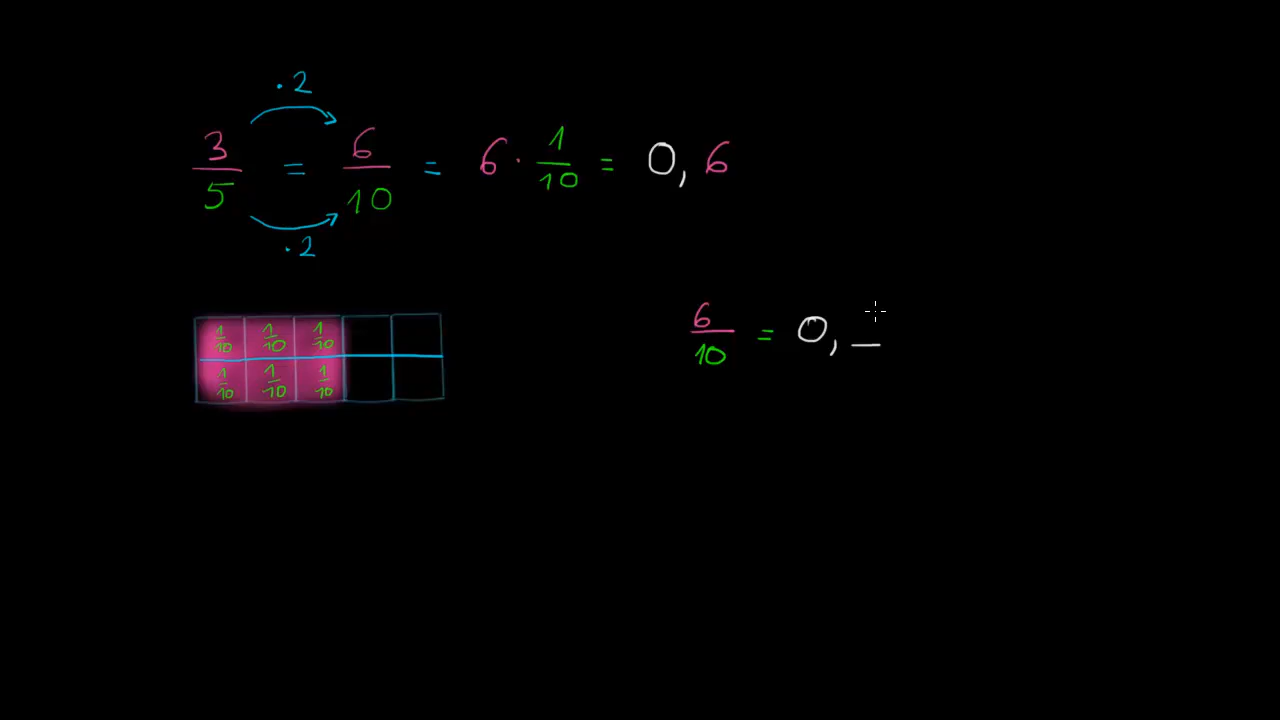 · 2
3/5 = 6/10 = 6 · 1/10 = 0, 6
· 2
1/10 1/10 1/10
1/10 1/10 1/10
6/10 = 0, _